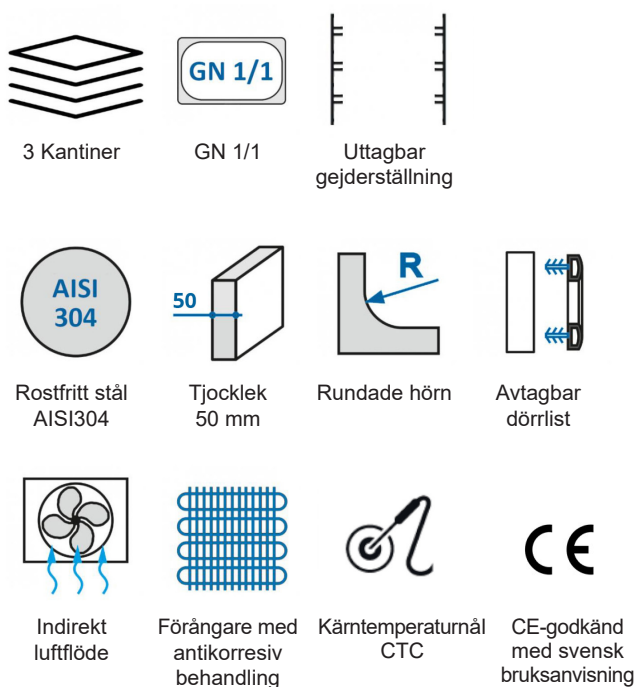 GN 1/1
3 Kantiner
GN 1/1
Uttagbar
gejderställning
AISI
304
50
R
Rostfritt stål
AISI304
Tjocklek
50 mm
Rundade hörn
Avtagbar
dörrlist
CE
Indirekt
luftflöde
Förångare med
antikorresiv
behandling
Kärntemperaturnål
CTC
CE-godkänd
med svensk
bruksanvisning